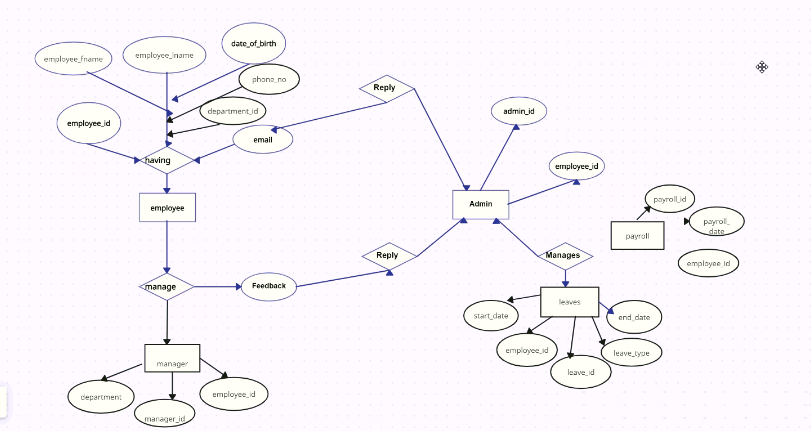 date_of_birth
employee_fname
employee_lname
phone_no
Reply
department_id
admin_id
employee_id
email
having
employee_id
payroll_id
employee
Admin
payroll_
date
payroll
Reply
Manages
employee_id
manage
Feedback
leaves
start_date
end_date
employee_id
leave_type
manager
leave_id
department
employee_id
manager_id